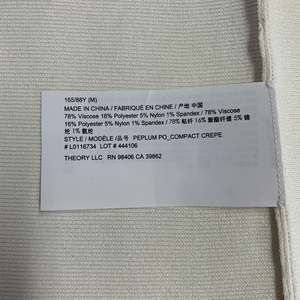 165/88Y (M)
MADE IN CHINA / FABRIQUÉ EN CHINE / 产地 中国
78% Viscose 16% Polyester 5% Nylon 1% Spandex / 78% Viscose
16% Polyester 5% Nylon 1% Spandex / 78% 粘纤 16% 聚酯纤维 5% 锦
纶 1% 氨纶
STYLE / MODÈLE /品号 PEPLUM PO_COMPACT CREPE
# L0116734 LOT # 444106
THEORY LLC RN 98406 CA 39862